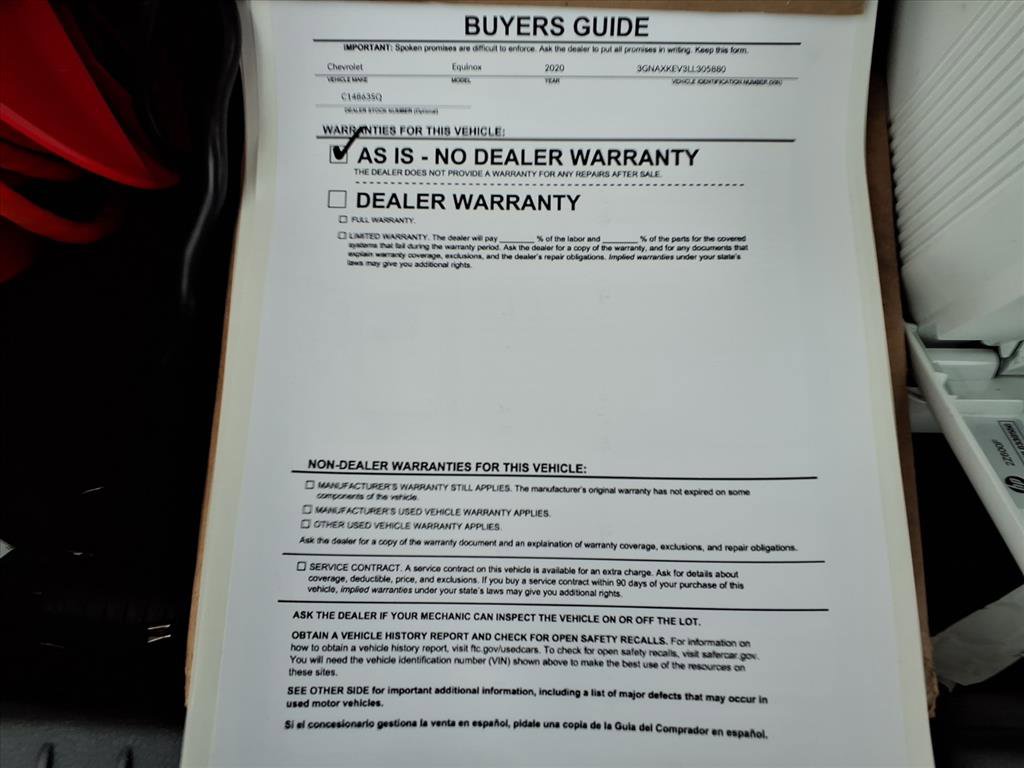 BUYERS GUIDE
IMPORTANT: Spoken promises are difficult to enforce. Ask the dealer to put all promises in writing. Keep this form.
Chevrolet Equinox 2020 3GNAXKEV3LL305880
VEHICLE MAKE MODEL YEAR VEHICLE IDENTIFICATION NUMBER (VIN)
C14863SQ
DEALER STOCK NUMBER (Optional)
WARRANTIES FOR THIS VEHICLE:
AS IS - NO DEALER WARRANTY
THE DEALER DOES NOT PROVIDE A WARRANTY FOR ANY REPAIRS AFTER SALE.
DEALER WARRANTY
FULL WARRANTY.
LIMITED WARRANTY. The dealer will pay ______ % of the labor and ______ % of the parts for the covered
systems that fail during the warranty period. Ask the dealer for a copy of the warranty, and for any documents that
explain warranty coverage, exclusions, and the dealer's repair obligations. Implied warranties under your state's
laws may give you additional rights.
NON-DEALER WARRANTIES FOR THIS VEHICLE:
MANUFACTURER'S WARRANTY STILL APPLIES. The manufacturer's original warranty has not expired on some
components of the vehicle.
MANUFACTURER'S USED VEHICLE WARRANTY APPLIES.
OTHER USED VEHICLE WARRANTY APPLIES.
Ask the dealer for a copy of the warranty document and an explanation of warranty coverage, exclusions, and repair obligations.
SERVICE CONTRACT. A service contract on this vehicle is available for an extra charge. Ask for details about
coverage, deductible, price, and exclusions. If you buy a service contract within 90 days of your purchase of this
vehicle, implied warranties under your state's laws may give you additional rights.
ASK THE DEALER IF YOUR MECHANIC CAN INSPECT THE VEHICLE ON OR OFF THE LOT.
OBTAIN A VEHICLE HISTORY REPORT AND CHECK FOR OPEN SAFETY RECALLS. For information on
how to obtain a vehicle history report, visit ftc.gov/usedcars. To check for open safety recalls, visit safercar.gov.
You will need the vehicle identification number (VIN) shown above to make the best use of the resources on
these sites.
SEE OTHER SIDE for important additional information, including a list of major defects that may occur in
used motor vehicles.
Si el concesionario gestiona la venta en español, pídale una copia de la Guía del Comprador en español.
hp